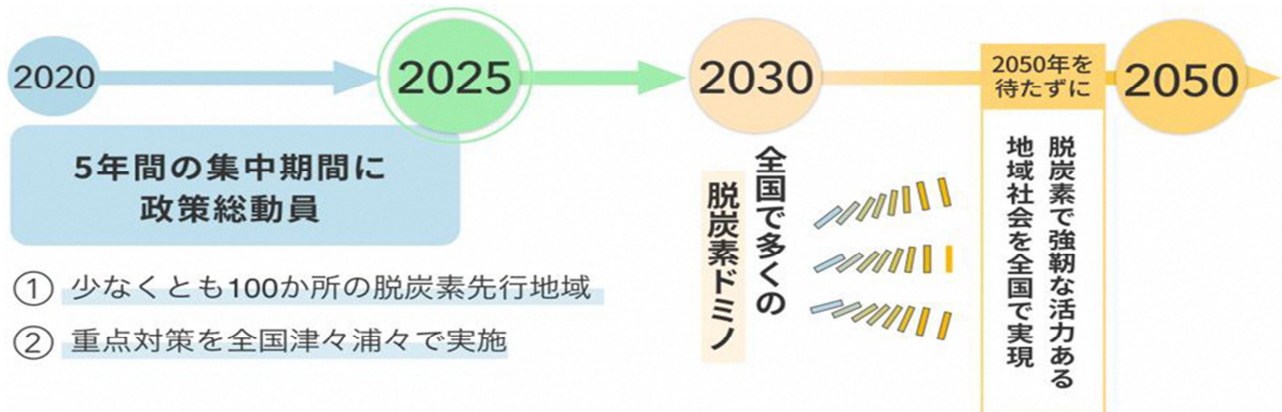 2020
2025
2030
2050年を
待たずに
2050
5年間の集中期間に
政策総動員
① 少なくとも100か所の脱炭素先行地域
② 重点対策を全国津々浦々で実施
全国で多くの
脱炭素ドミノ
脱炭素で強靭な活力ある
地域社会を全国で実現